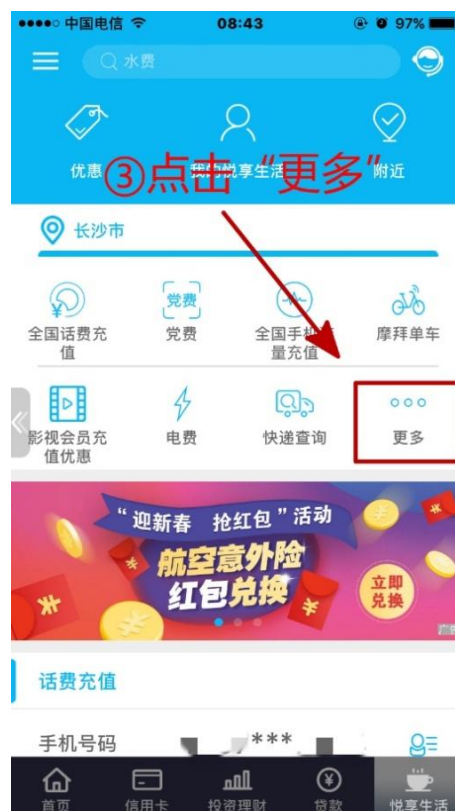 中国电信 08:43 97%
水费
优惠 我的悦享生活 附近
③点击“更多”
长沙市
党费
全国话费充值 党费 全国手机流量充值 摩拜单车
影视会员充值优惠 电费 快递查询 更多
“迎新春 抢红包”活动
航空意外险
红包兑换
立即
兑换
话费充值
手机号码 ***
首页 信用卡 投资理财 贷款 悦享生活